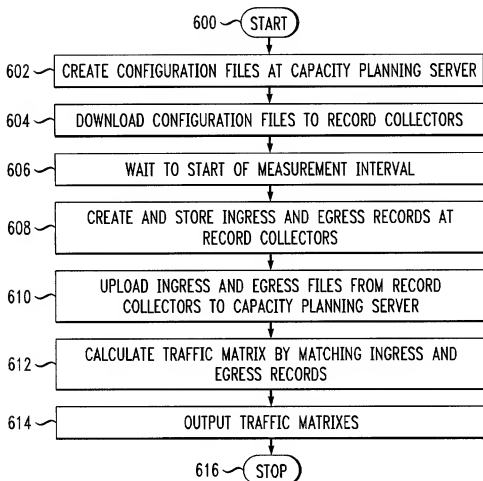 600 START
602 CREATE CONFIGURATION FILES AT CAPACITY PLANNING SERVER
604 DOWNLOAD CONFIGURATION FILES TO RECORD COLLECTORS
606 WAIT TO START OF MEASUREMENT INTERVAL
608 CREATE AND STORE INGRESS AND EGRESS RECORDS AT
RECORD COLLECTORS
610 UPLOAD INGRESS AND EGRESS FILES FROM RECORD
COLLECTORS TO CAPACITY PLANNING SERVER
612 CALCULATE TRAFFIC MATRIX BY MATCHING INGRESS AND
EGRESS RECORDS
614 OUTPUT TRAFFIC MATRIXES
616 STOP